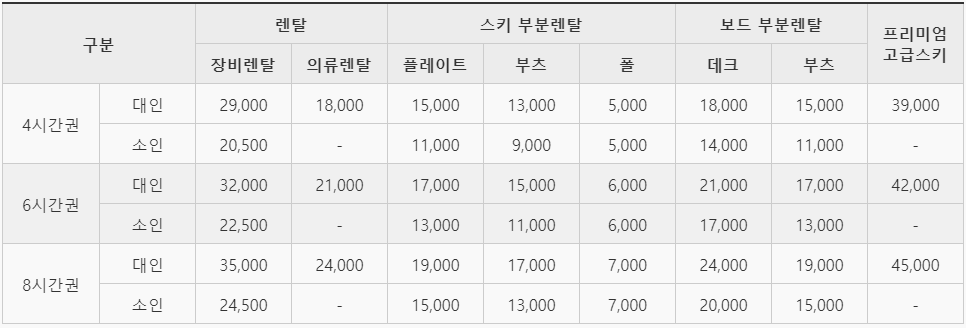 구분 렌탈 스키 부분렌탈 보드 부분렌탈 프리미엄
고급스키
장비렌탈 의류렌탈 플레이트 부츠 폴 데크 부츠
4시간권 대인 29,000 18,000 15,000 13,000 5,000 18,000 15,000 39,000
소인 20,500 - 11,000 9,000 5,000 14,000 11,000 -
6시간권 대인 32,000 21,000 17,000 15,000 6,000 21,000 17,000 42,000
소인 22,500 - 13,000 11,000 6,000 17,000 13,000 -
8시간권 대인 35,000 24,000 19,000 17,000 7,000 24,000 19,000 45,000
소인 24,500 - 15,000 13,000 7,000 20,000 15,000 -